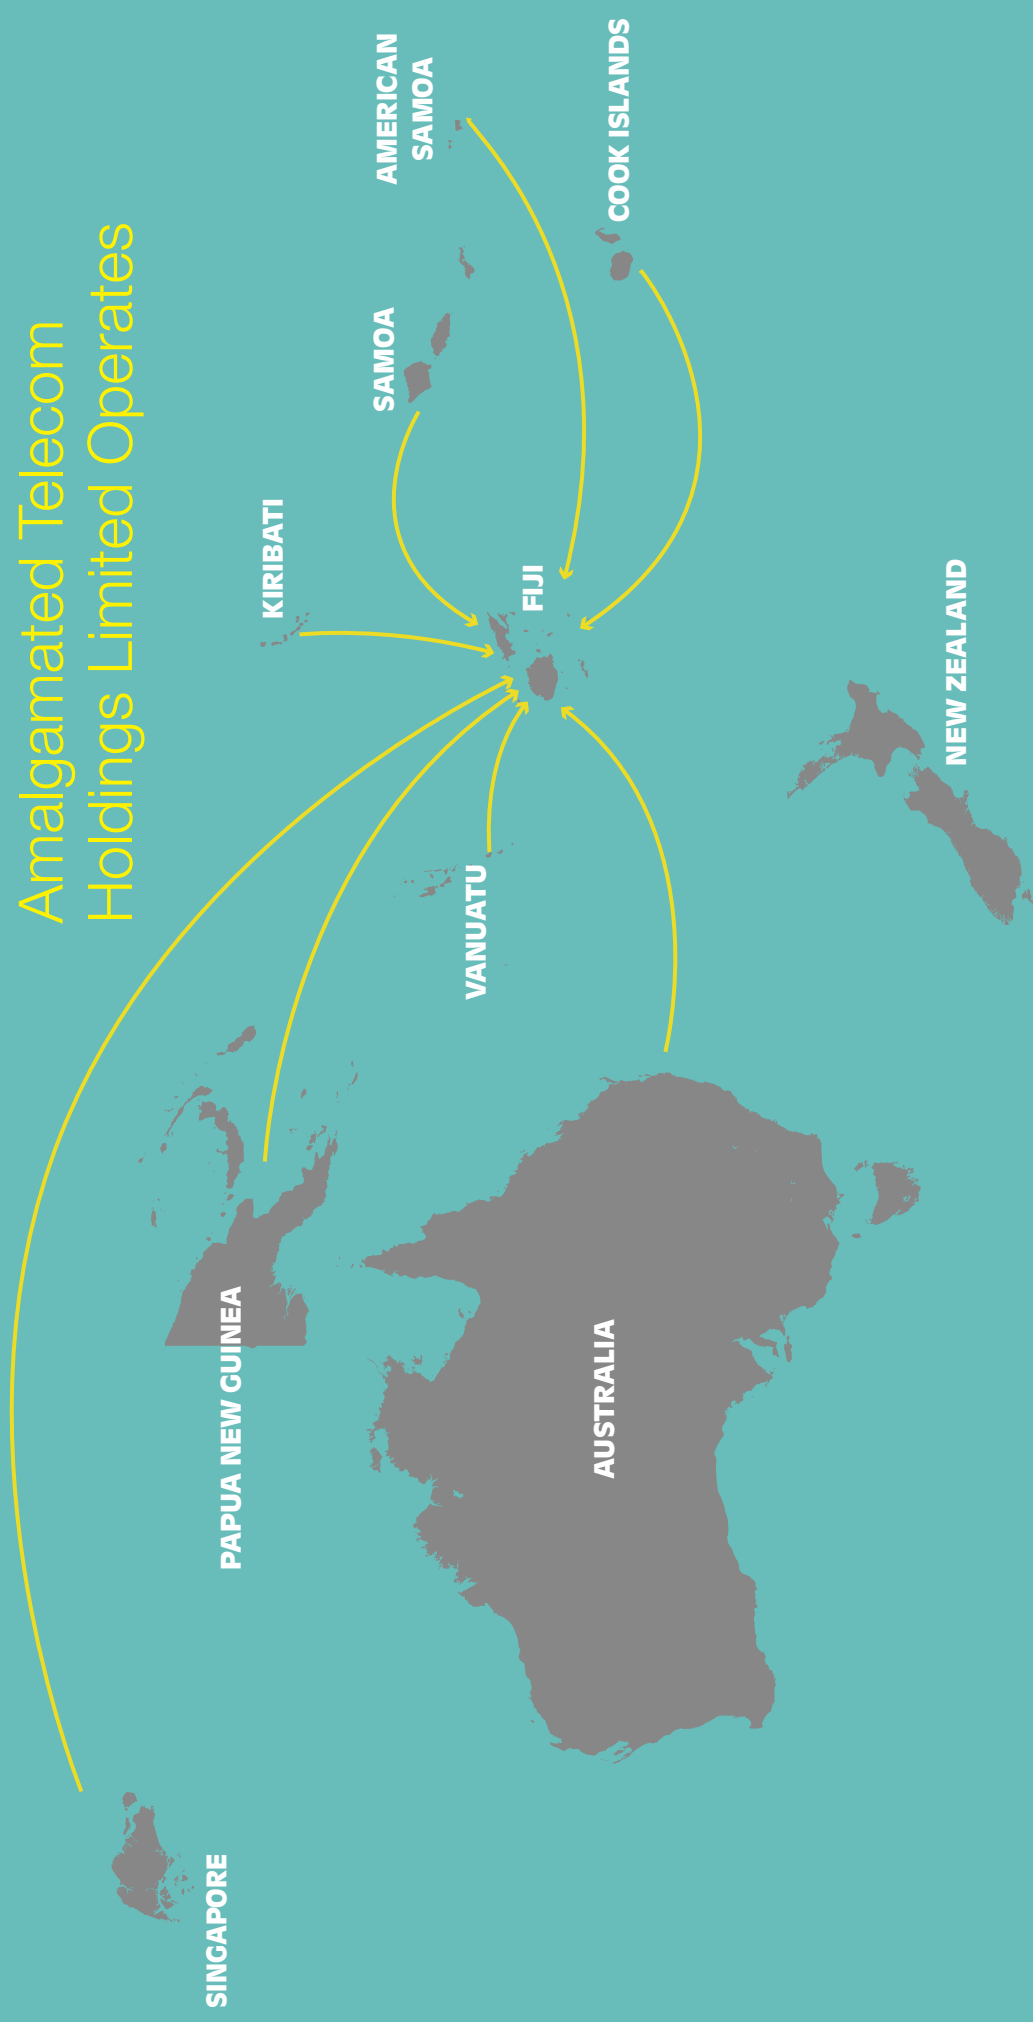 Amalgamated Telecom
Holdings Limited Operates
AMERICAN
SAMOA
COOK ISLANDS
SAMOA
KIRIBATI
FIJI
NEW ZEALAND
VANUATU
PAPUA NEW GUINEA
AUSTRALIA
SINGAPORE